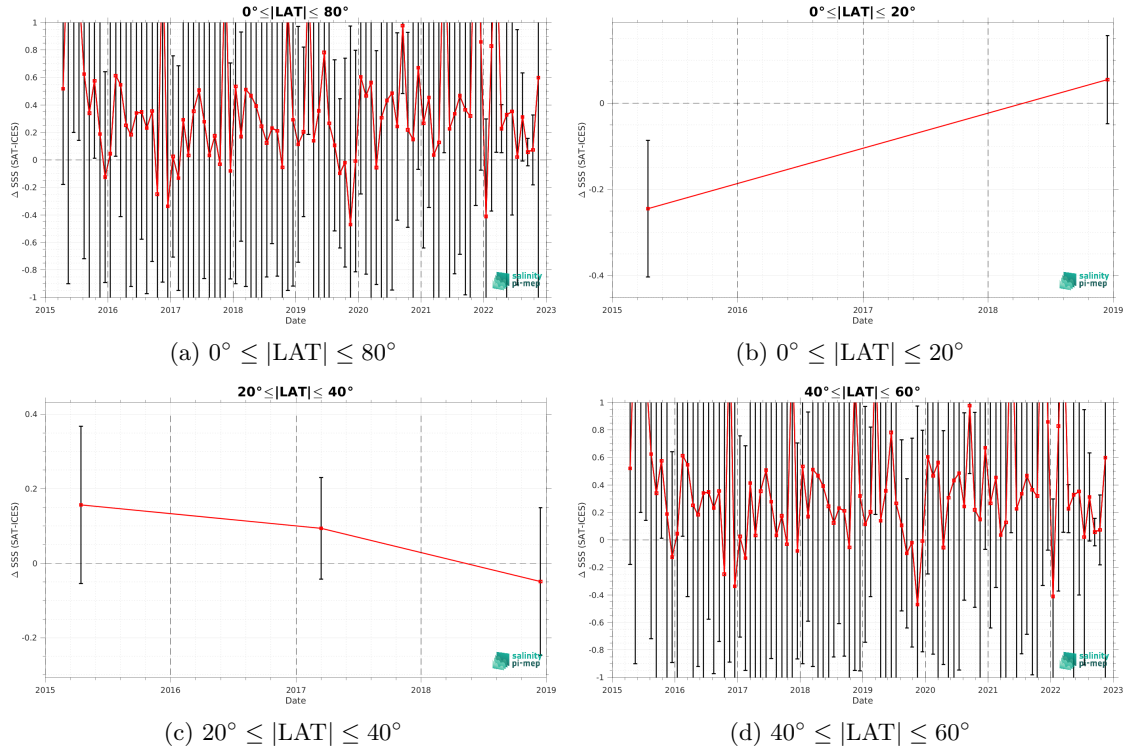 0°≤|LAT|≤ 80°
Δ SSS (SAT-ICES)
1
0.8
0.6
0.4
0.2
0
-0.2
-0.4
-0.6
-0.8
-1
2015 2016 2017 2018 2019 2020 2021 2022 2023
Date
salinity
pi-mep
(a) 0° ≤ |LAT| ≤ 80°
0°≤|LAT|≤ 20°
Δ SSS (SAT-ICES)
0
-0.2
-0.4
2015 2016 2017 2018 2019
Date
salinity
pi-mep
(b) 0° ≤ |LAT| ≤ 20°
20°≤|LAT|≤ 40°
Δ SSS (SAT-ICES)
0.4
0.2
0
-0.2
2015 2016 2017 2018 2019
Date
salinity
pi-mep
(c) 20° ≤ |LAT| ≤ 40°
40°≤|LAT|≤ 60°
Δ SSS (SAT-ICES)
1
0.8
0.6
0.4
0.2
0
-0.2
-0.4
-0.6
-0.8
-1
2015 2016 2017 2018 2019 2020 2021 2022 2023
Date
salinity
pi-mep
(d) 40° ≤ |LAT| ≤ 60°